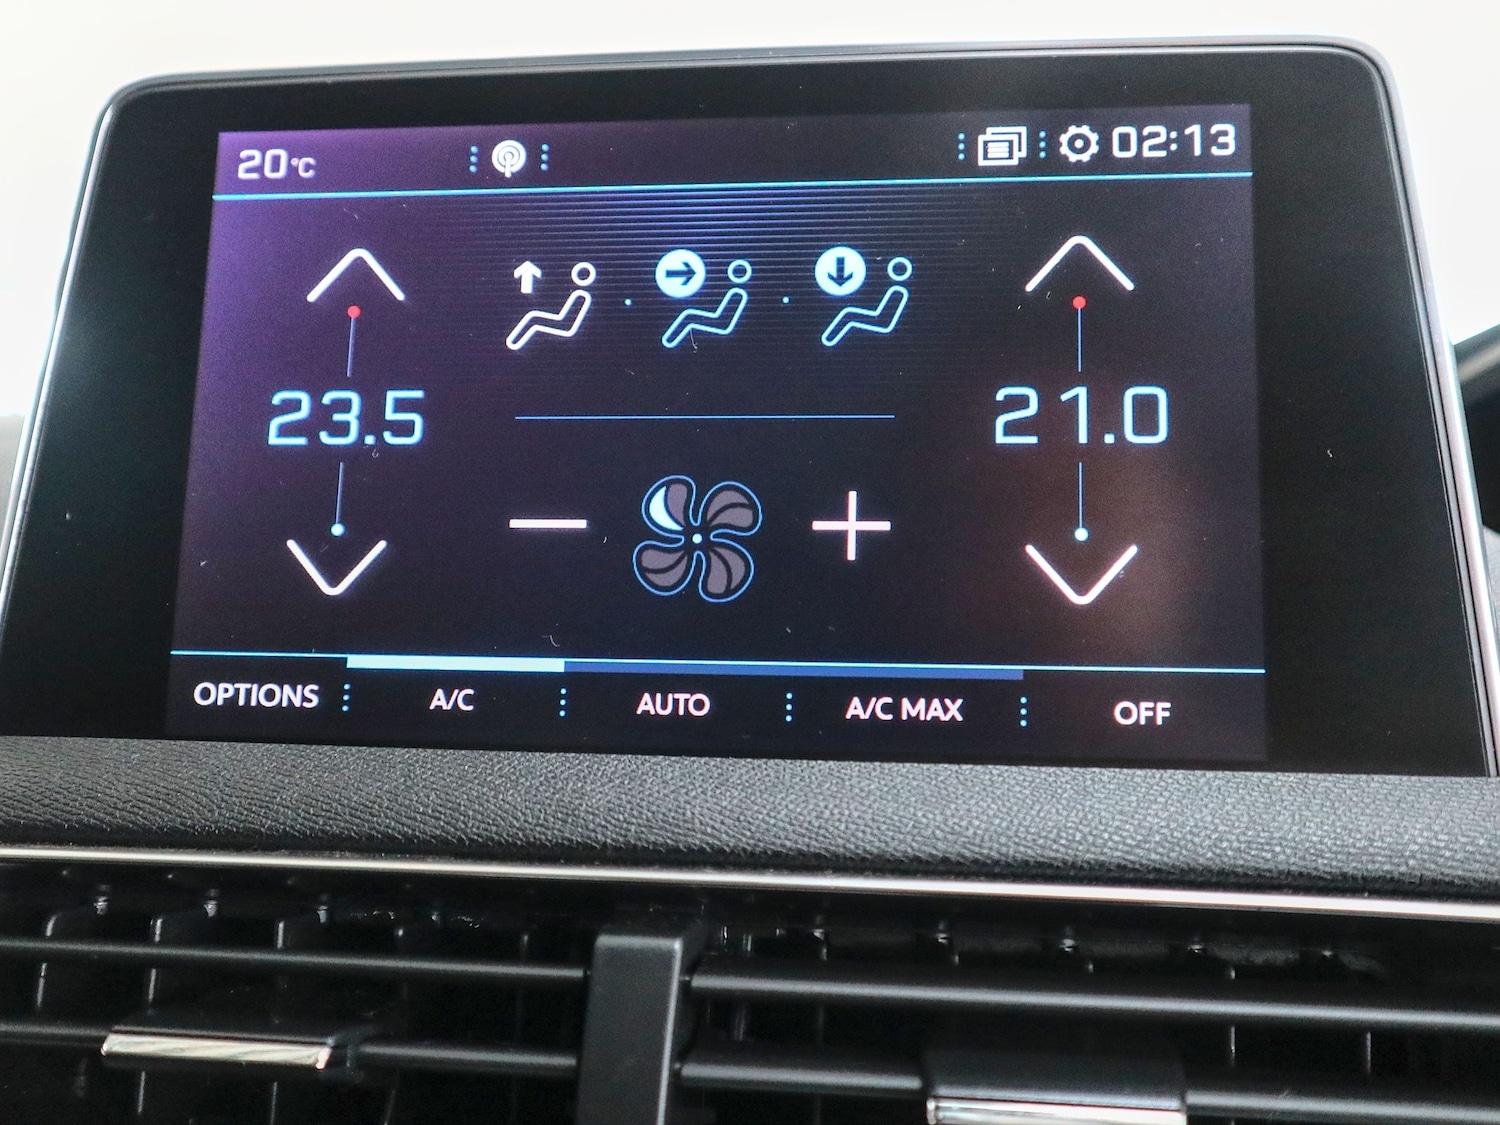 20°C 02:13
23.5 21.0
OPTIONS A/C AUTO A/C MAX OFF